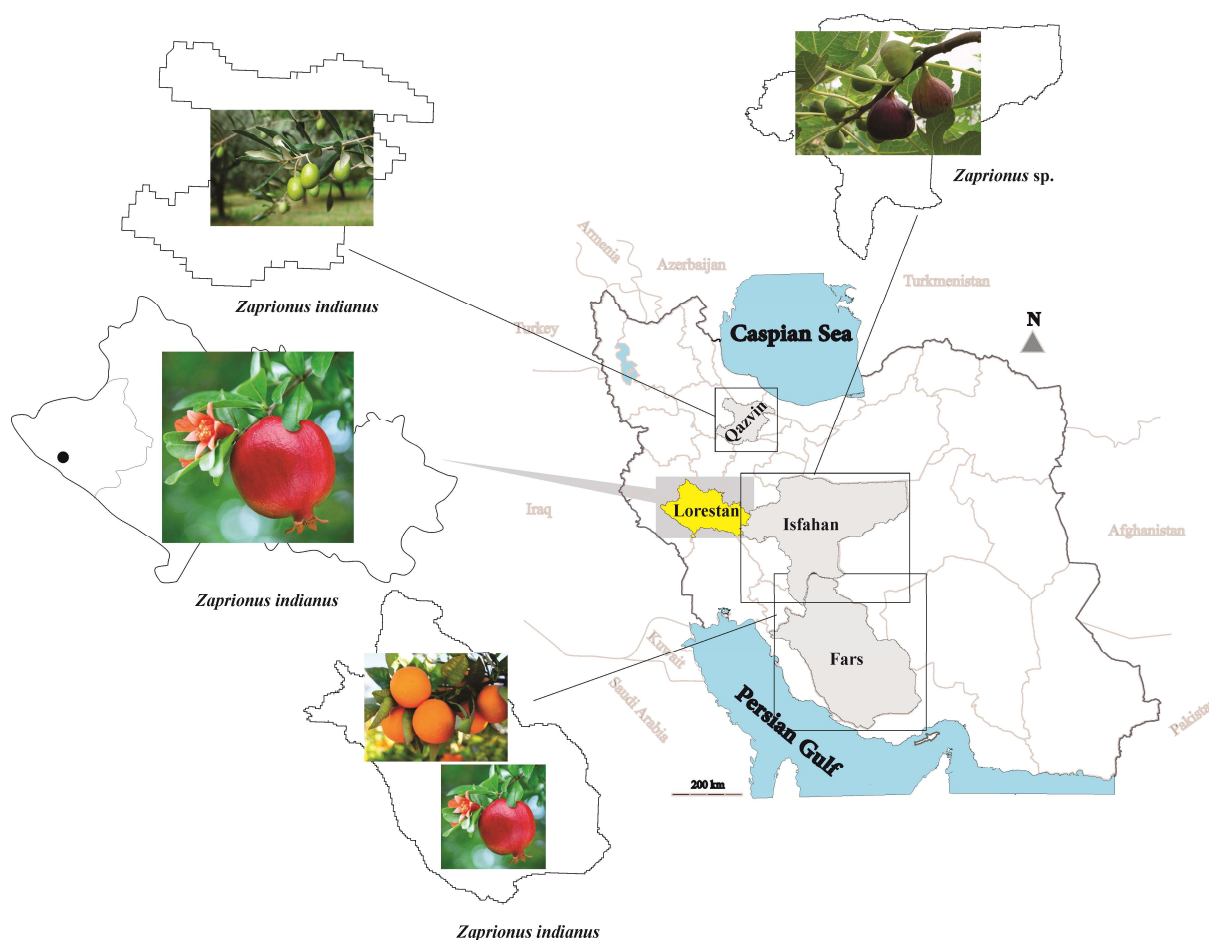 Zaprionus sp.
Armenia
Azerbaijan
Turkmenistan
Zaprionus indianus
Turkey
Caspian Sea
N
Qazvin
Lorestan
Isfahan
Iraq
Afghanistan
Zaprionus indianus
Kuwait
Fars
Saudi Arabia
Persian Gulf
Pakistan
200 km
Zaprionus indianus